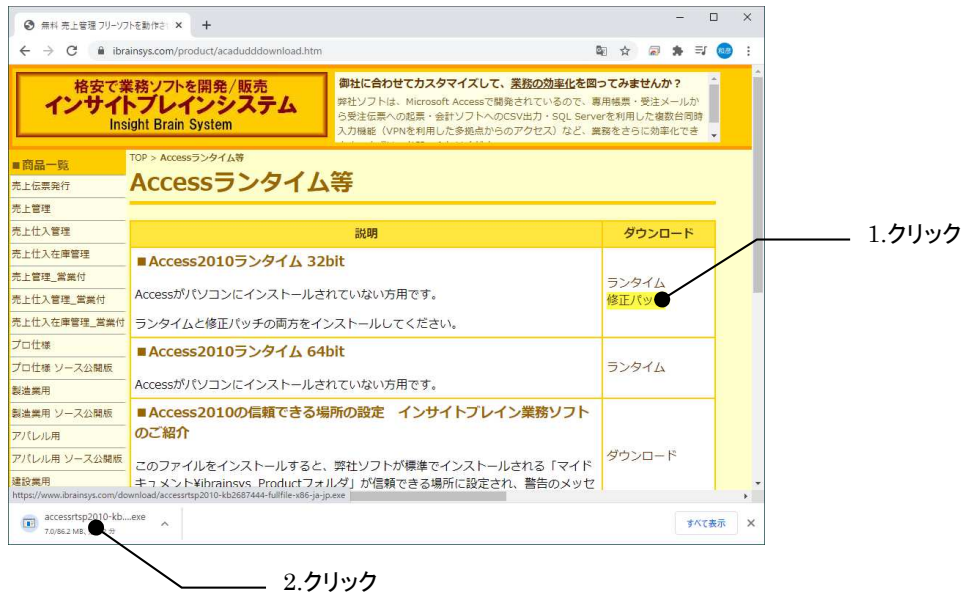 無料 売上管理 フリーソフトを動作さ
ibrainsys.com/product/acadudddownload.htm
格安で業務ソフトを開発/販売
インサイトブレインシステム
Insight Brain System
御社に合わせてカスタマイズして、業務の効率化を図ってみませんか？
弊社ソフトは、Microsoft Accessで開発されているので、専用帳票・受注メールか
ら受注伝票への起票・会計ソフトへのCSV出力・SQL Serverを利用した複数台同時
入力機能（VPNを利用した多拠点からのアクセス）など、業務をさらに効率化でき
■商品一覧
売上伝票発行
売上管理
売上仕入管理
売上仕入在庫管理
売上管理_営業付
売上仕入管理_営業付
売上仕入在庫管理_営業付
プロ仕様
プロ仕様 ソース公開版
製造業用
製造業用 ソース公開版
アパレル用
アパレル用 ソース公開版
建設業用
TOP > Accessランタイム等
Accessランタイム等
説明
ダウンロード
■Access2010ランタイム 32bit
Accessがパソコンにインストールされていない方用です。
ランタイムと修正パッチの両方をインストールしてください。
ランタイム
修正パッ
■Access2010ランタイム 64bit
Accessがパソコンにインストールされていない方用です。
ランタイム
■Access2010の信頼できる場所の設定 インサイトブレイン業務ソフト
のご紹介
このファイルをインストールすると、弊社ソフトが標準でインストールされる「マイド
キュメント¥ibrainsys_Productフォルダ」が信頼できる場所に設定され、警告のメッセ
ダウンロード
https://www.ibrainsys.com/download/accessrtsp2010-kb2687444-fullfile-x86-ja-jp.exe
accessrtsp2010-kb....exe
7.0/86.2 MB、
分
すべて表示
1.クリック
2.クリック